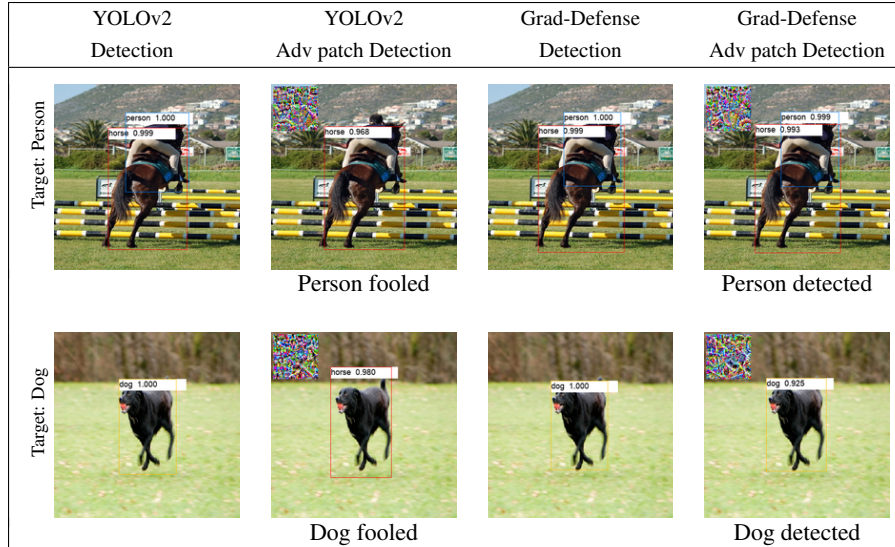 YOLOv2 YOLOv2 Grad-Defense Grad-Defense
Detection Adv patch Detection Detection Adv patch Detection
Target: Person
person 1.000 person 1.000 person 0.999
horse 0.999 horse 0.968 horse 0.999 horse 0.993
Person fooled Person detected
Target: Dog
dog 1.000 horse 0.980 dog 1.000 dog 0.925
Dog fooled Dog detected